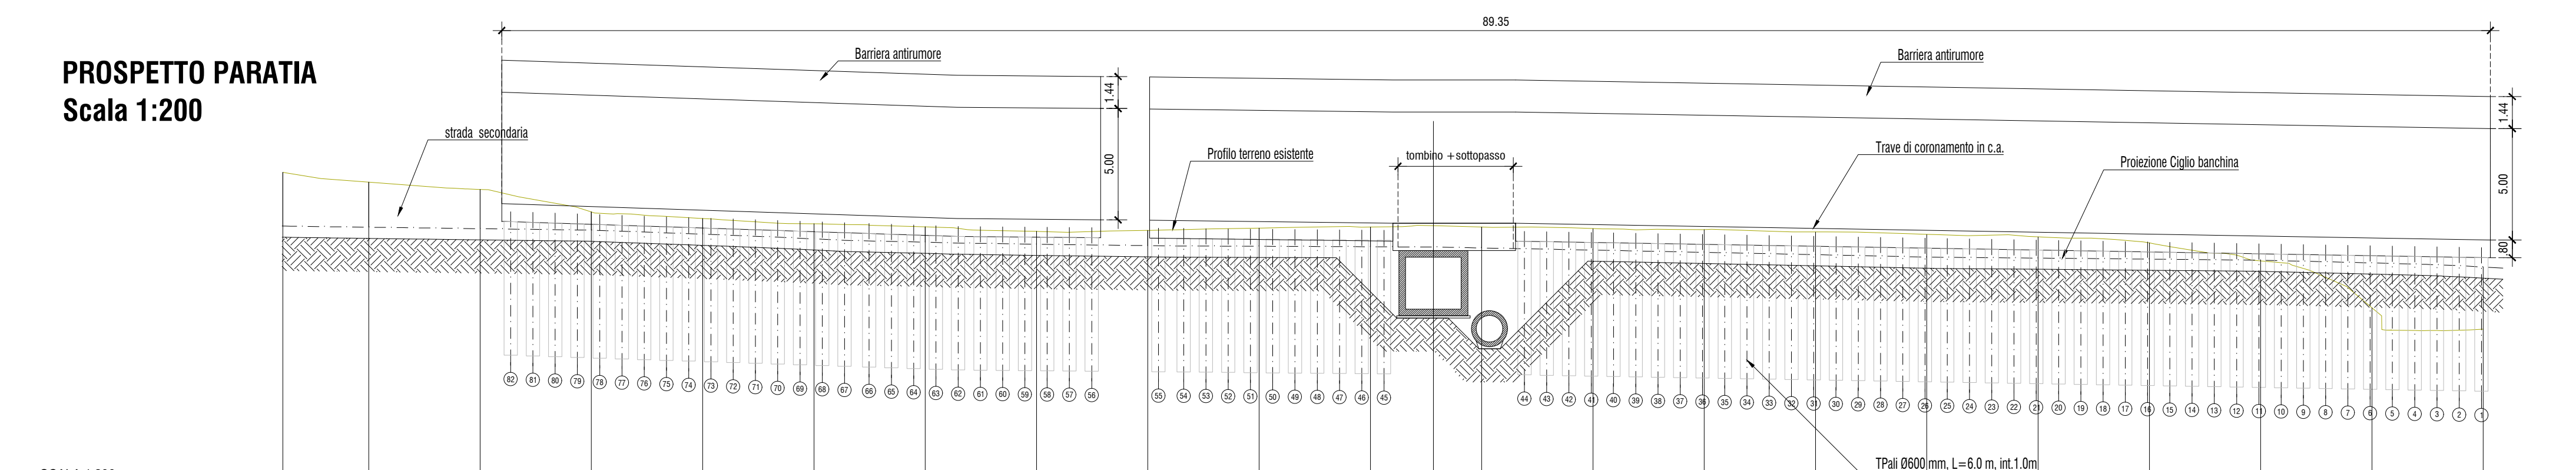 89.35
PROSPETTO PARATIA
Scala 1:200
Barriera antirumore
Barriera antirumore
1.44
1.44
strada secondaria
Profilo terreno esistente
tombino +sottopasso
Trave di coronamento in c.a.
Proiezione Ciglio banchina
5.00
5.00
.80
82 81 80 79 78 77 76 75 74 73 72 71 70 69 68 67 66 65 64 63 62 61 60 59 58 57 56 55 54 53 52 51 50 49 48 47 46 45 44 43 42 41 40 39 38 37 36 35 34 33 32 31 30 29 28 27 26 25 24 23 22 21 20 19 18 17 16 15 14 13 12 11 10 9 8 7 6 5 4 3 2 1
TPali Ø600 mm, L=6.0 m, int.1.0m